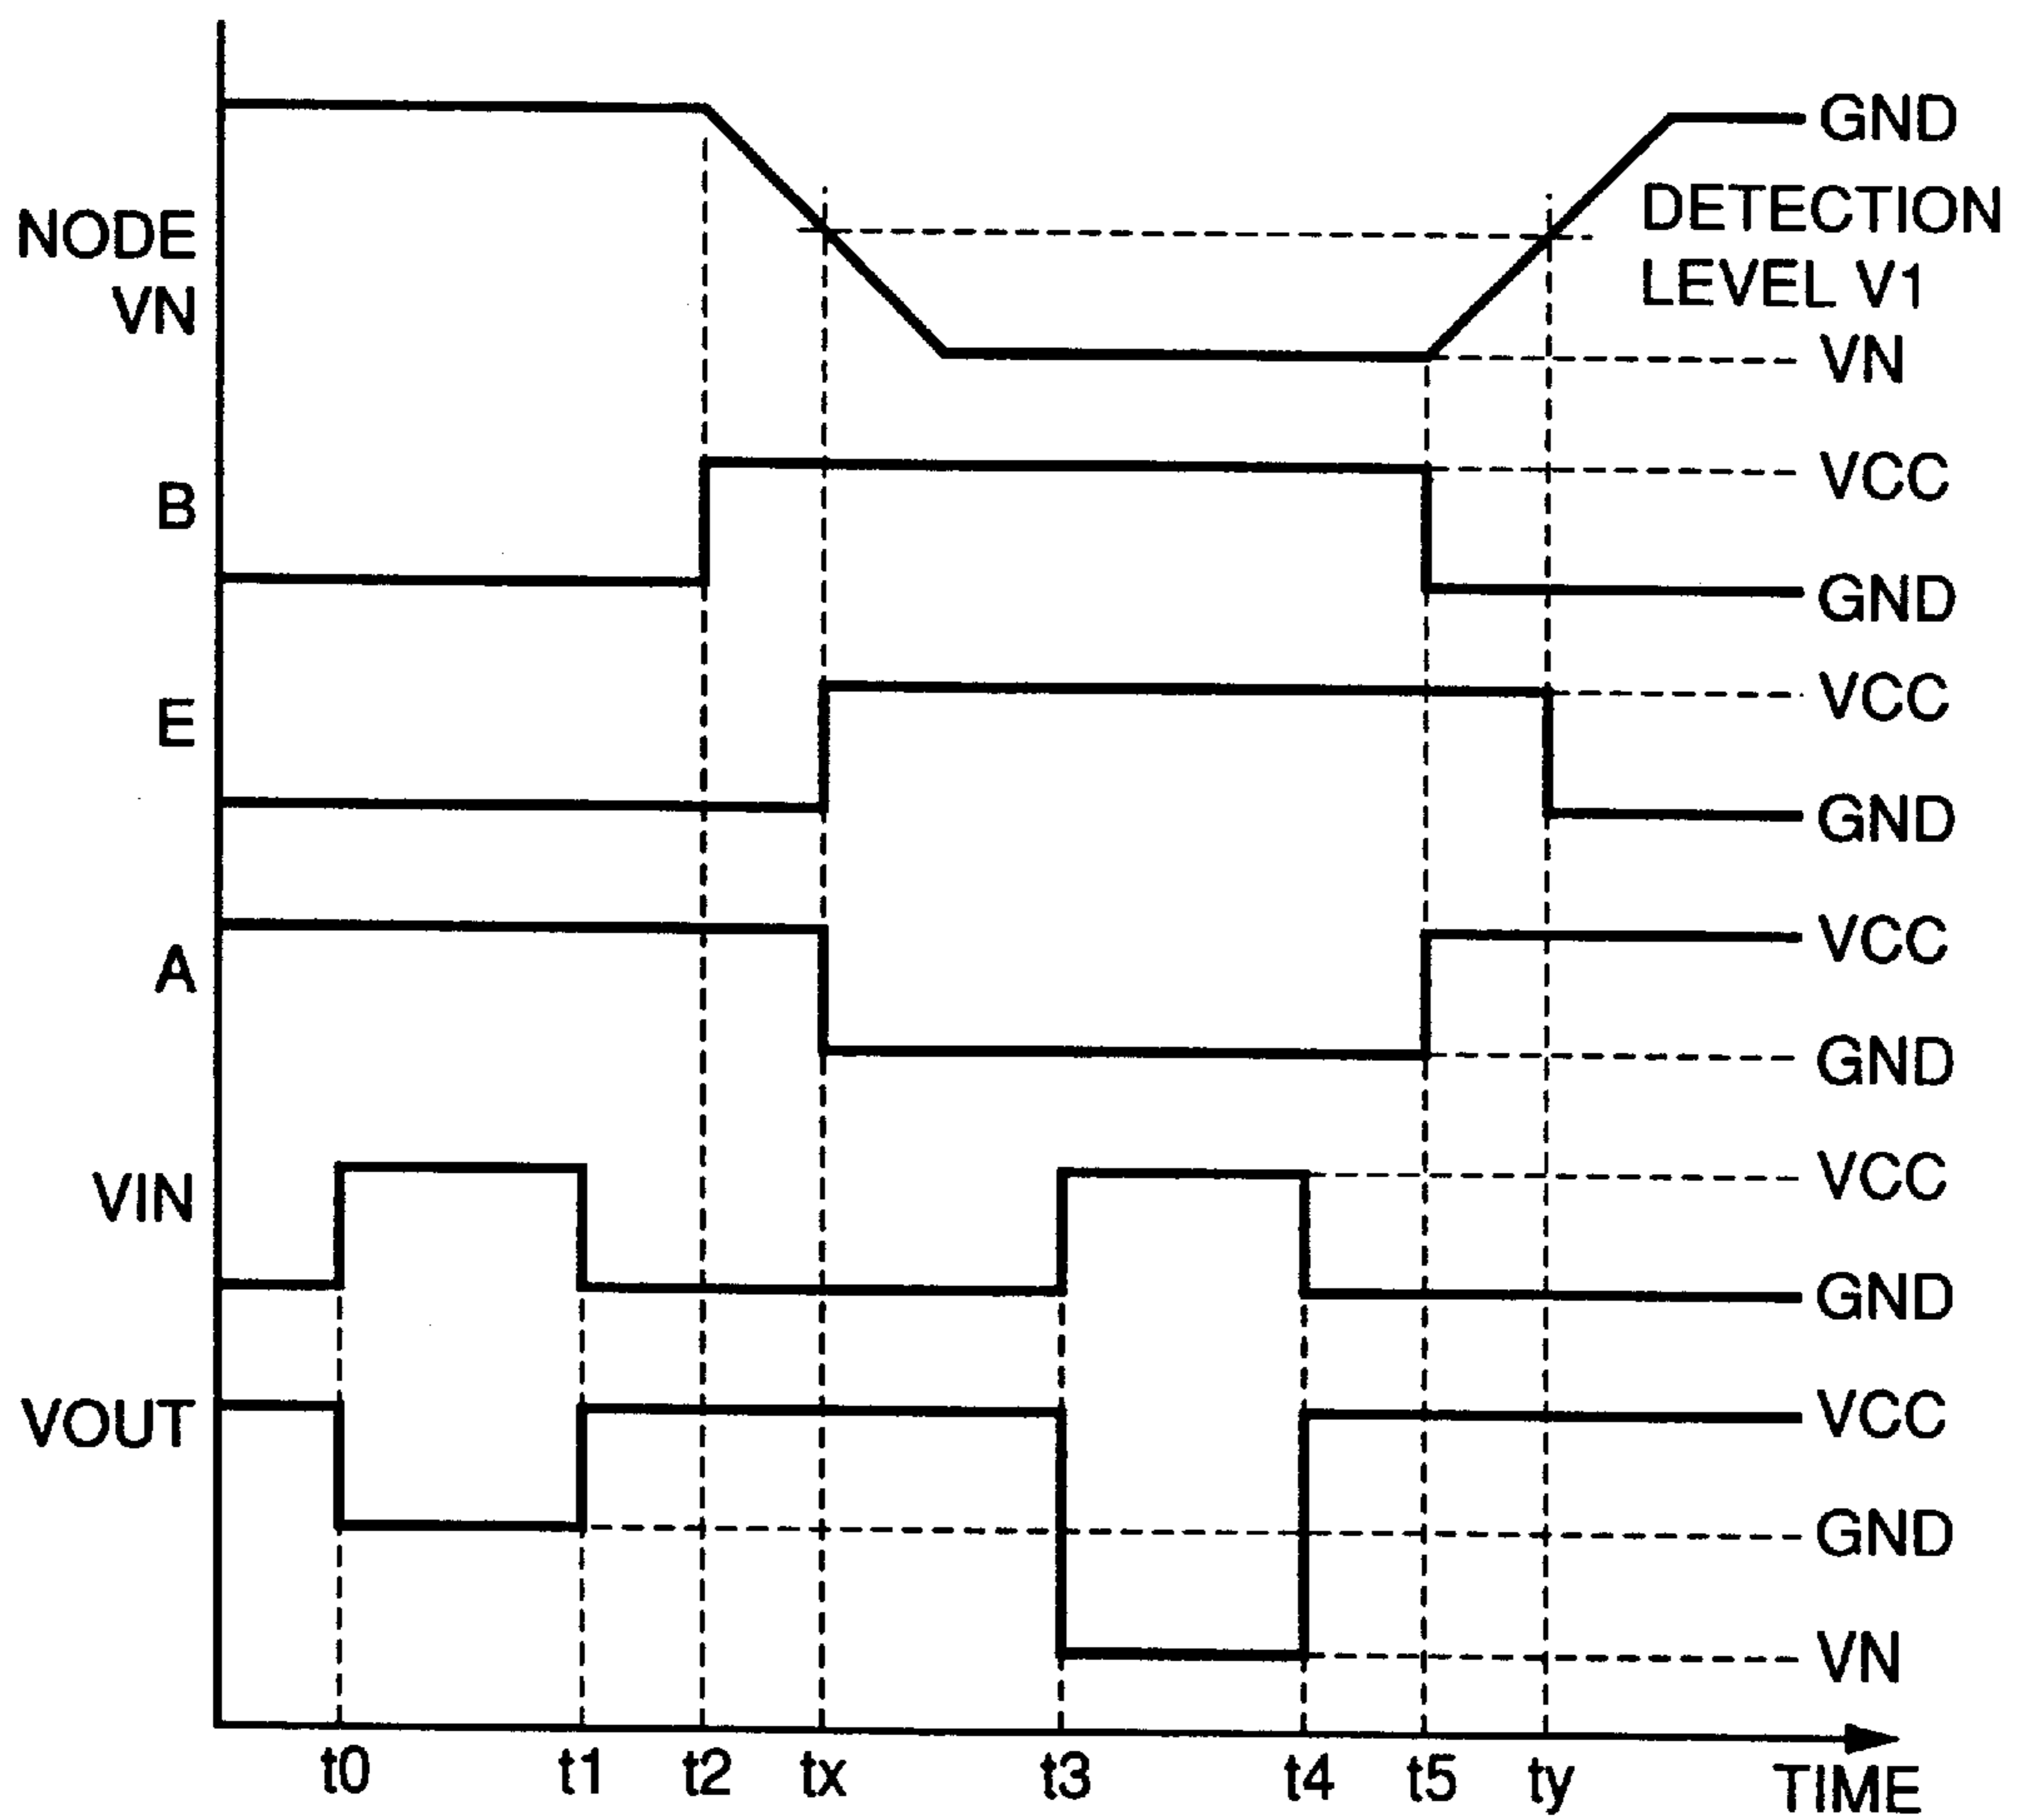 GND
NODE
VN
DETECTION
LEVEL V1
VN
B
VCC
GND
E
VCC
GND
A
VCC
GND
VIN
VCC
GND
VOUT
VCC
GND
VN
t0 t1 t2 tx t3 t4 t5 ty
TIME